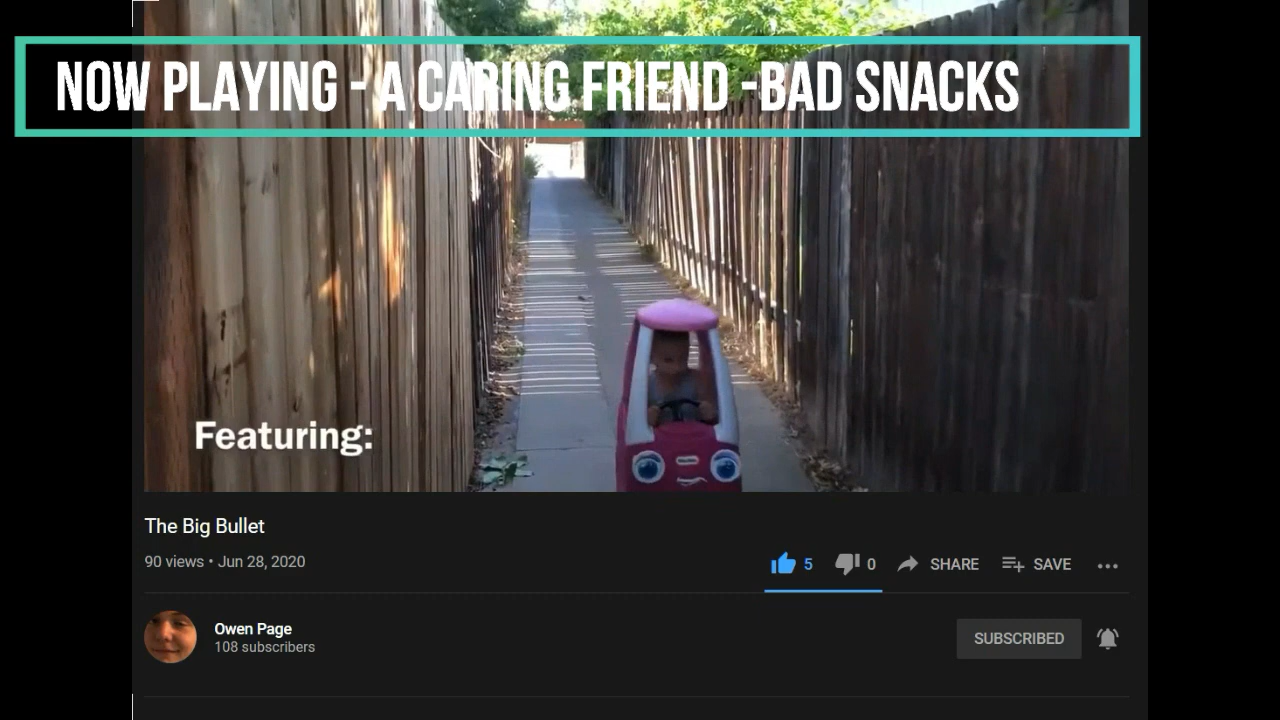 NOW PLAYING - A CARING FRIEND -BAD SNACKS
Featuring:
The Big Bullet
90 views • Jun 28, 2020
5 0 SHARE SAVE
Owen Page
108 subscribers
SUBSCRIBED